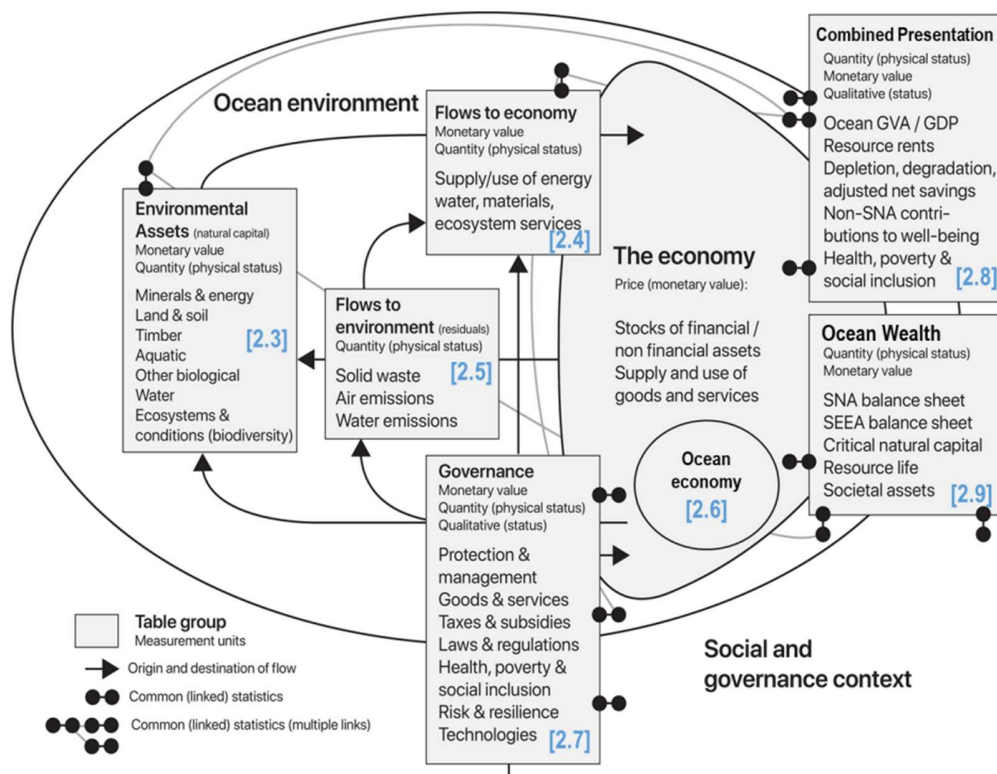 Ocean environment
Combined Presentation
Quantity (physical status)
Monetary value
Qualitative (status)
Ocean GVA / GDP
Resource rents
Depletion, degradation,
adjusted net savings
Non-SNA contri-
butions to well-being
Health, poverty &
social inclusion [2.8]
Flows to economy
Monetary value
Quantity (physical status)
Supply/use of energy
water, materials,
ecosystem services
[2.4]
Environmental
Assets (natural capital)
Monetary value
Quantity (physical status)
Minerals & energy
Land & soil
Timber [2.3]
Aquatic
Other biological
Water
Ecosystems &
conditions (biodiversity)
Flows to
environment (residuals)
Quantity (physical status)
Solid waste [2.5]
Air emissions
Water emissions
The economy
Price (monetary value):
Stocks of financial /
non financial assets
Supply and use of
goods and services
Ocean
economy
[2.6]
Ocean Wealth
Quantity (physical status)
Monetary value
SNA balance sheet
SEEA balance sheet
Critical natural capital
Resource life
Societal assets [2.9]
Governance
Monetary value
Quantity (physical status)
Qualitative (status)
Protection &
management
Goods & services
Taxes & subsidies
Laws & regulations
Health, poverty &
social inclusion
Risk & resilience
Technologies [2.7]
Social and
governance context
Table group
Measurement units
Origin and destination of flow
Common (linked) statistics
Common (linked) statistics (multiple links)